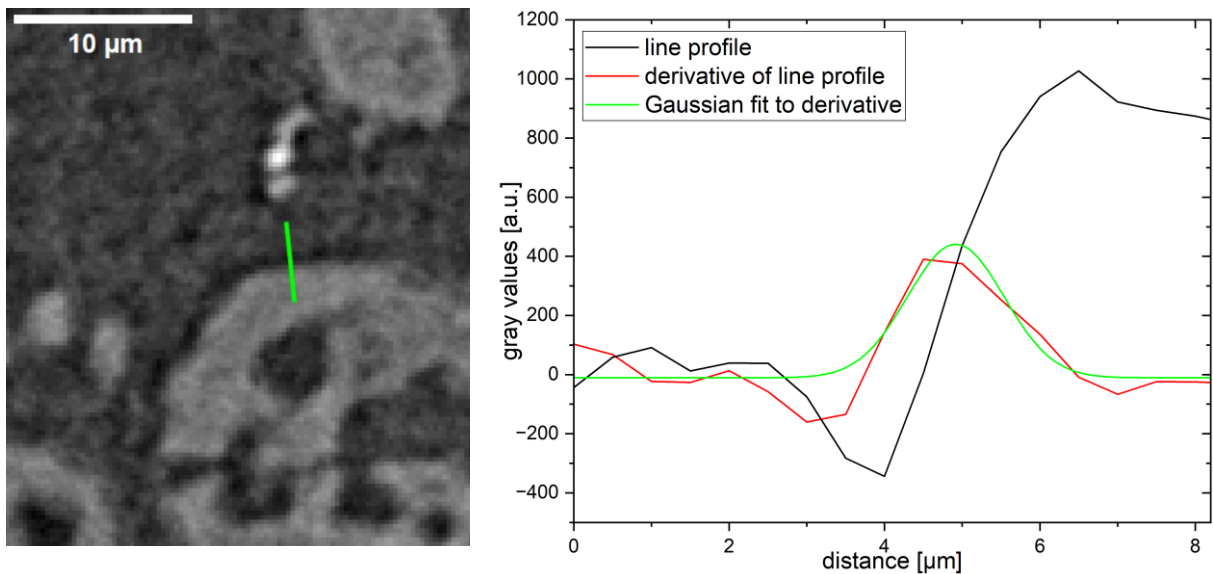 10 µm
line profile
derivative of line profile
Gaussian fit to derivative
gray values [a.u.]
1200
1000
800
600
400
200
0
−200
−400
0 2 4 6 8
distance [µm]